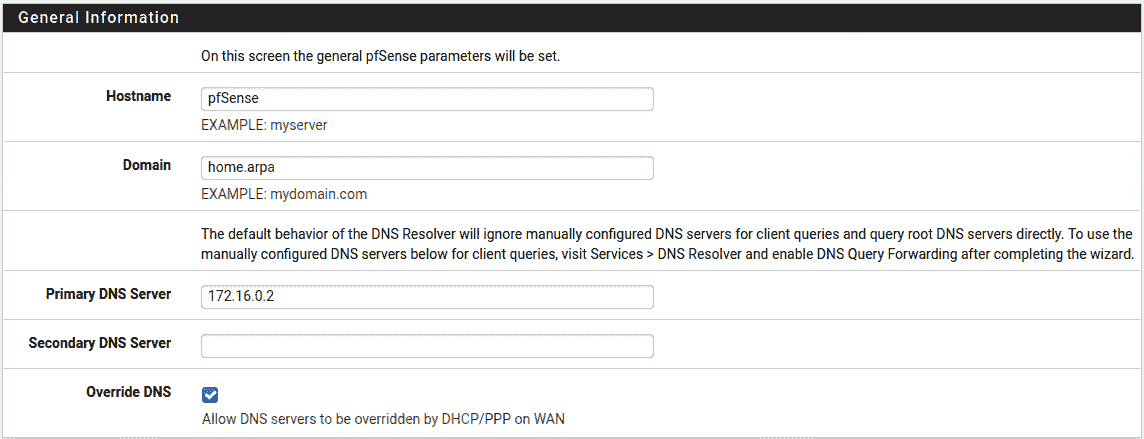 General Information
On this screen the general pfSense parameters will be set.
Hostname
pfSense
EXAMPLE: myserver
Domain
home.arpa
EXAMPLE: mydomain.com
The default behavior of the DNS Resolver will ignore manually configured DNS servers for client queries and query root DNS servers directly. To use the
manually configured DNS servers below for client queries, visit Services > DNS Resolver and enable DNS Query Forwarding after completing the wizard.
Primary DNS Server
172.16.0.2
Secondary DNS Server
Override DNS
Allow DNS servers to be overridden by DHCP/PPP on WAN